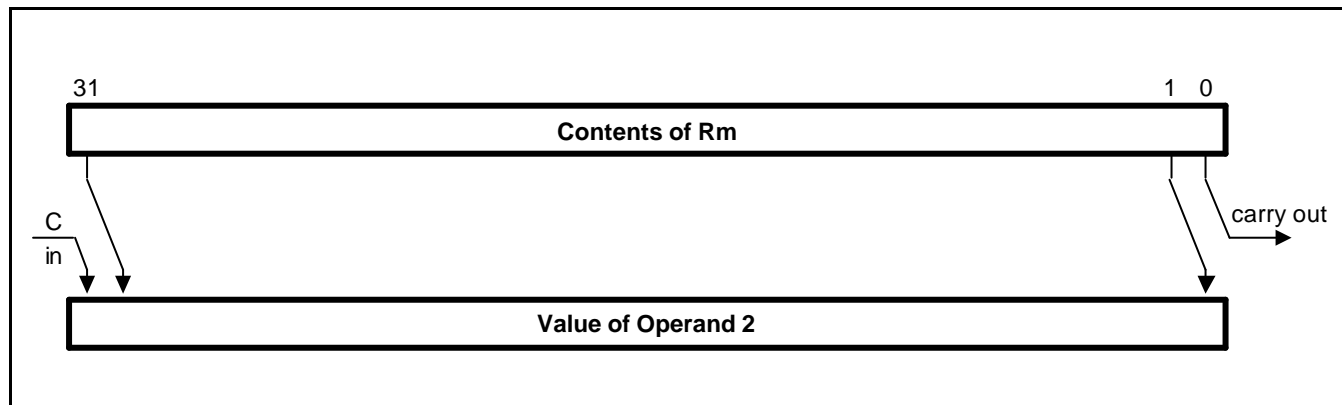 31 1 0
Contents of Rm
C
in
carry out
Value of Operand 2